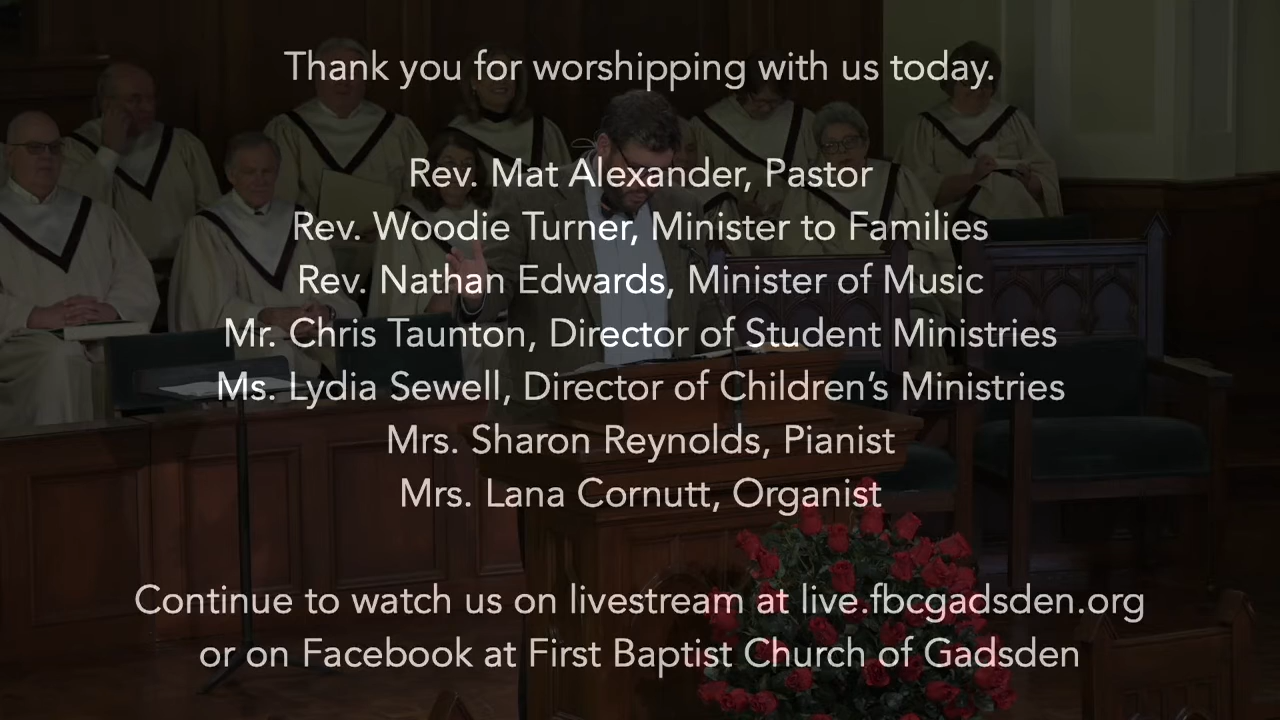 Thank you for worshipping with us today.
Rev. Mat Alexander, Pastor
Rev. Woodie Turner, Minister to Families
Rev. Nathan Edwards, Minister of Music
Mr. Chris Taunton, Director of Student Ministries
Ms. Lydia Sewell, Director of Children’s Ministries
Mrs. Sharon Reynolds, Pianist
Mrs. Lana Cornutt, Organist
Continue to watch us on livestream at live.fbcgadsden.org
or on Facebook at First Baptist Church of Gadsden